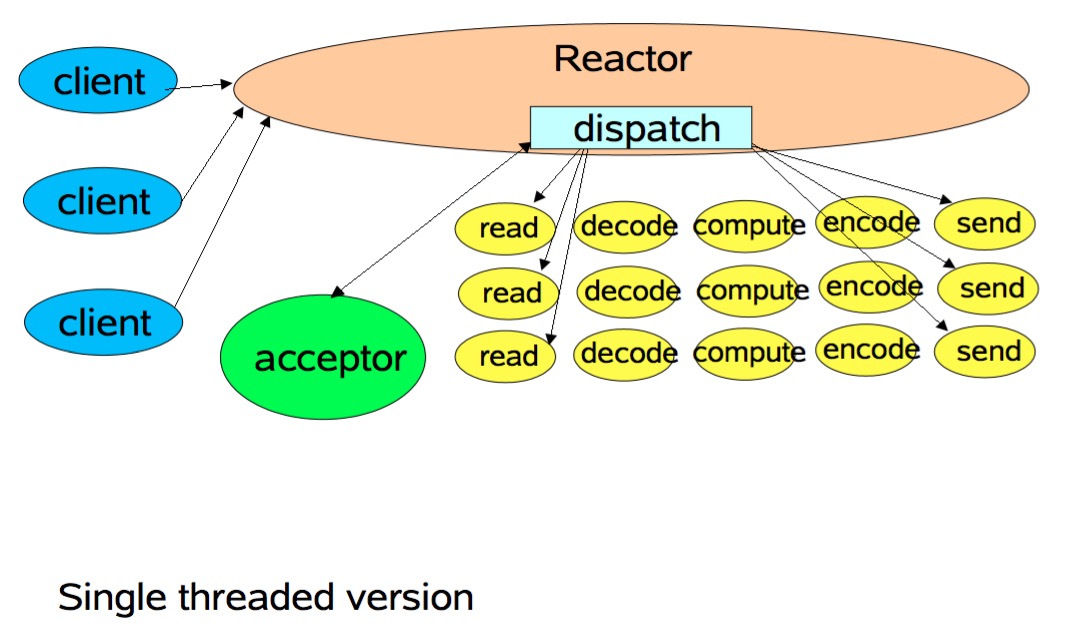 Reactor
client
dispatch
client
read decode compute encode send
read decode compute encode send
client
acceptor
read decode compute encode send
Single threaded version